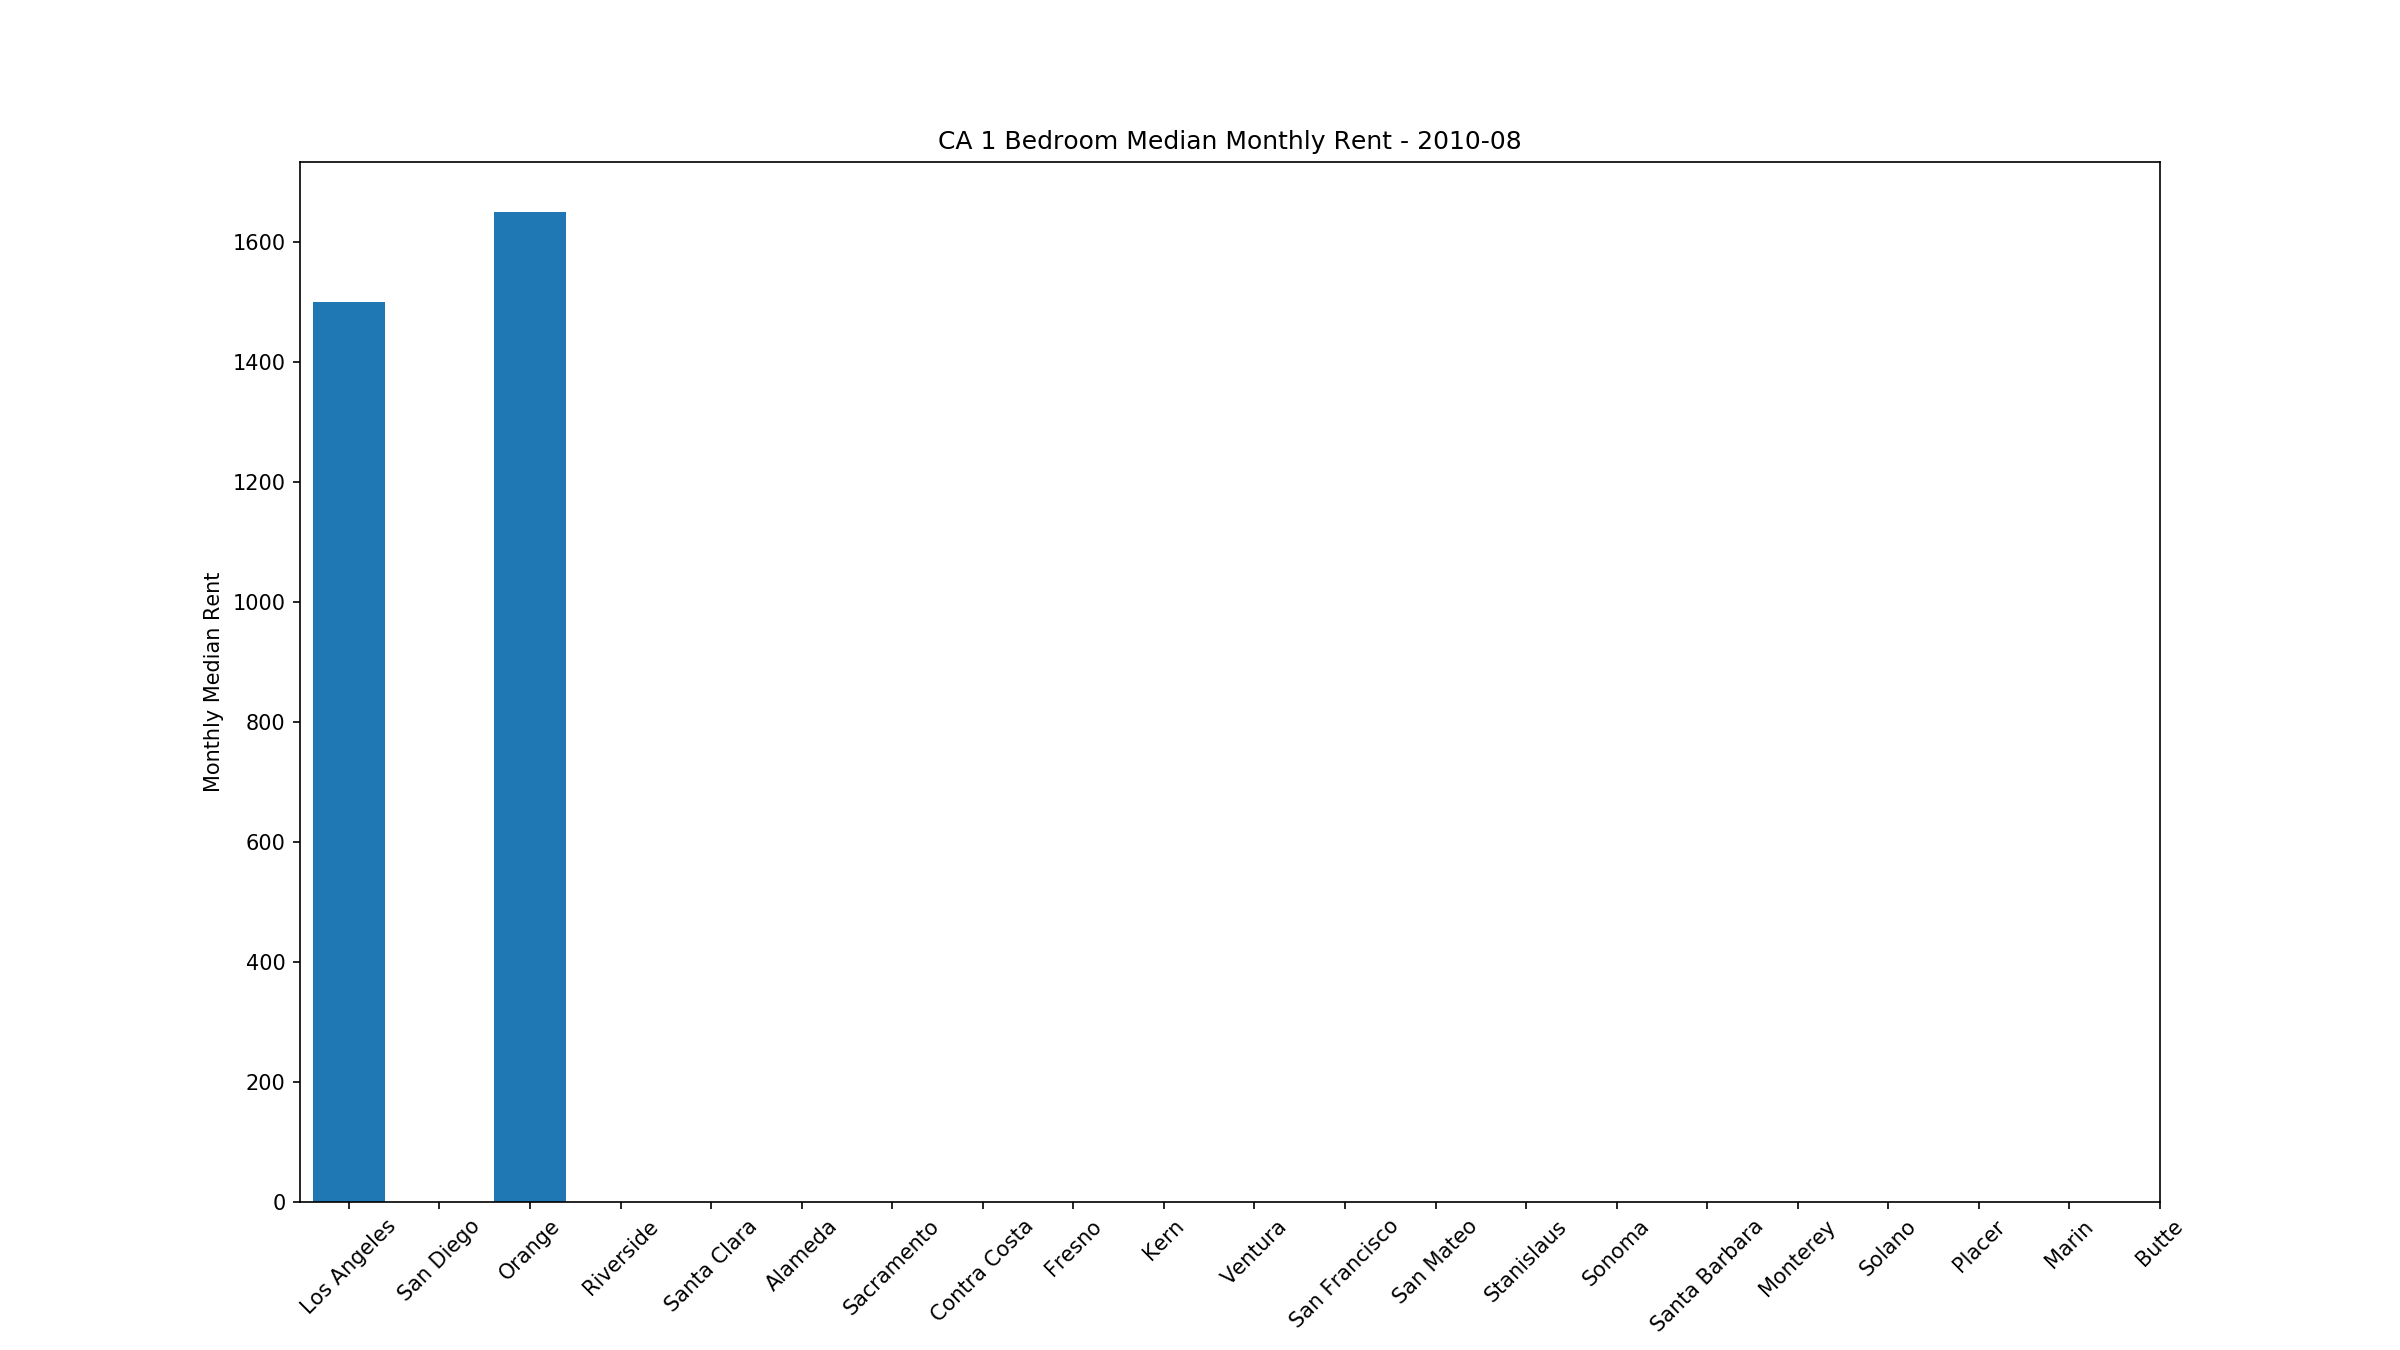 CA 1 Bedroom Median Monthly Rent - 2010-08
Monthly Median Rent
1600
1400
1200
1000
800
600
400
200
0
Los Angeles
San Diego
Orange
Riverside
Santa Clara
Alameda
Sacramento
Contra Costa
Fresno
Kern
Ventura
San Francisco
San Mateo
Stanislaus
Sonoma
Santa Barbara
Monterey
Solano
Placer
Marin
Butte